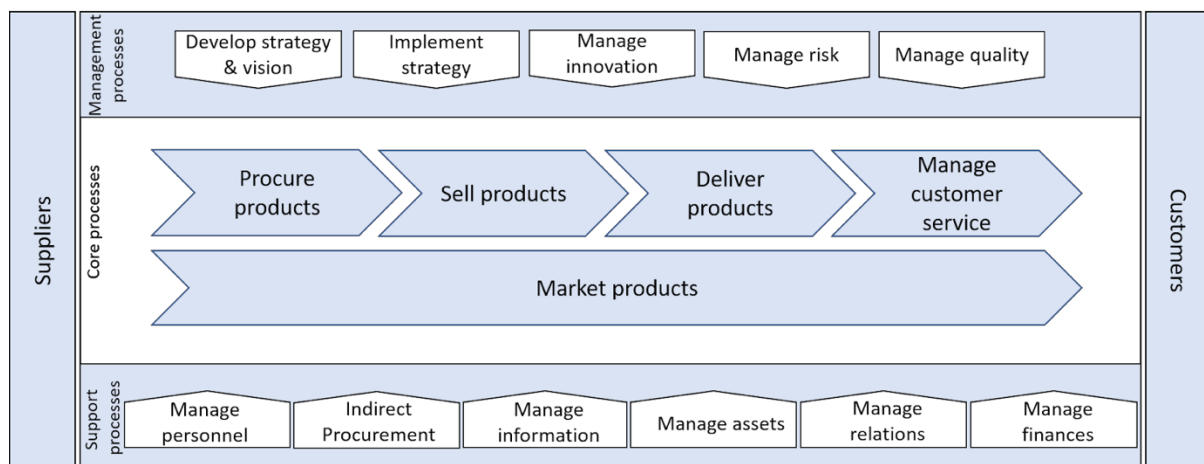 Suppliers
Management
processes
Develop strategy
& vision
Implement
strategy
Manage
innovation
Manage risk
Manage quality
Core processes
Procure
products
Sell products
Deliver
products
Manage
customer
service
Market products
Support
processes
Manage
personnel
Indirect
Procurement
Manage
information
Manage assets
Manage
relations
Manage
finances
Customers